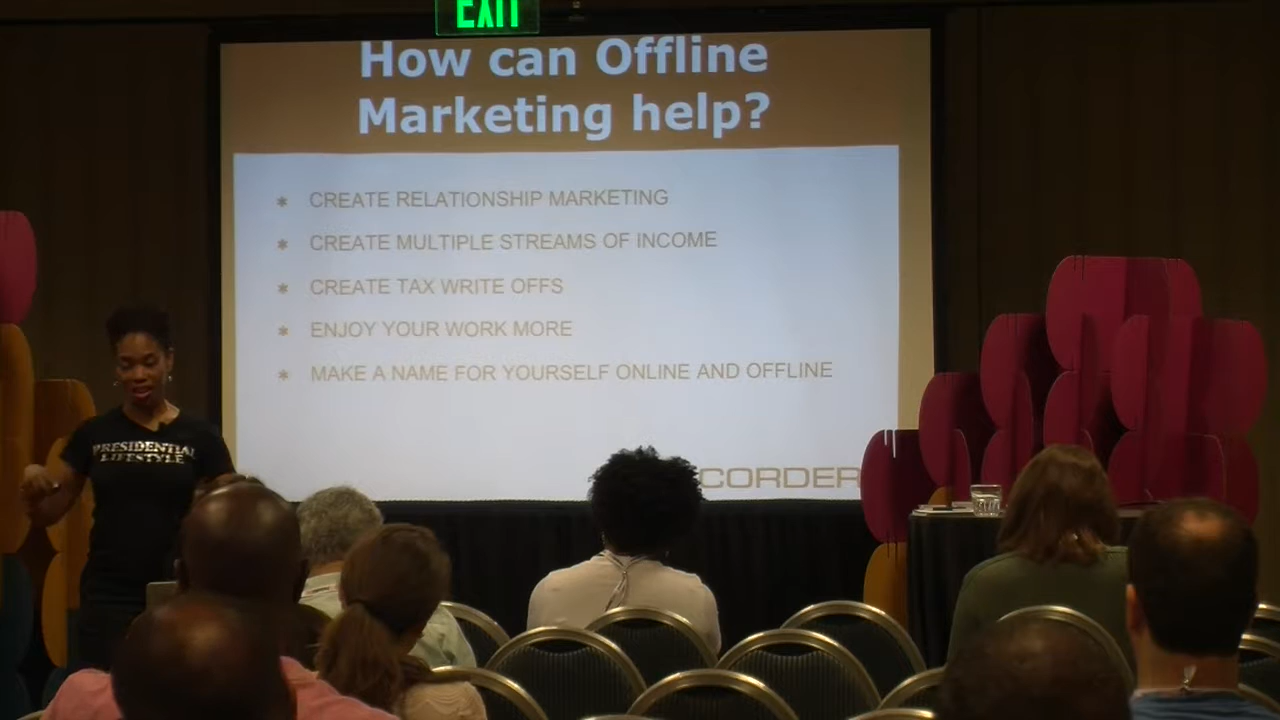 EXIT
How can Offline
Marketing help?
* CREATE RELATIONSHIP MARKETING
* CREATE MULTIPLE STREAMS OF INCOME
* CREATE TAX WRITE OFFS
* ENJOY YOUR WORK MORE
* MAKE A NAME FOR YOURSELF ONLINE AND OFFLINE
CORDER
PRESIDENTIAL
LIFESTYLE